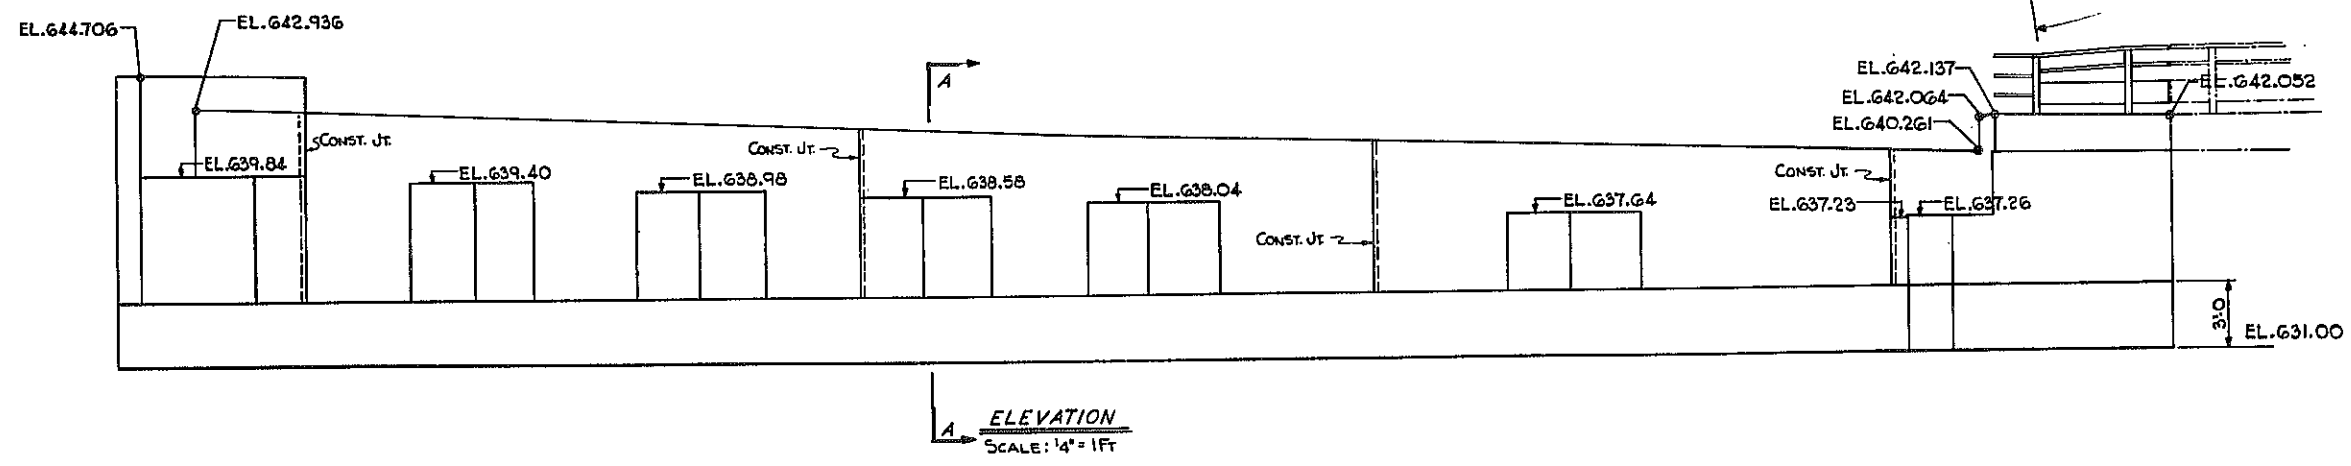 EL.644.706
EL.642.936
A
EL.642.137
EL.642.064
EL.640.261
EL.642.052
CONST. JT.
CONST. JT.
CONST. JT.
CONST. JT.
EL.639.84
EL.639.40
EL.638.98
EL.638.58
EL.638.04
EL.637.64
EL.637.23
EL.637.26
3'-0
EL.631.00
A
ELEVATION
SCALE: 1/4" = 1FT